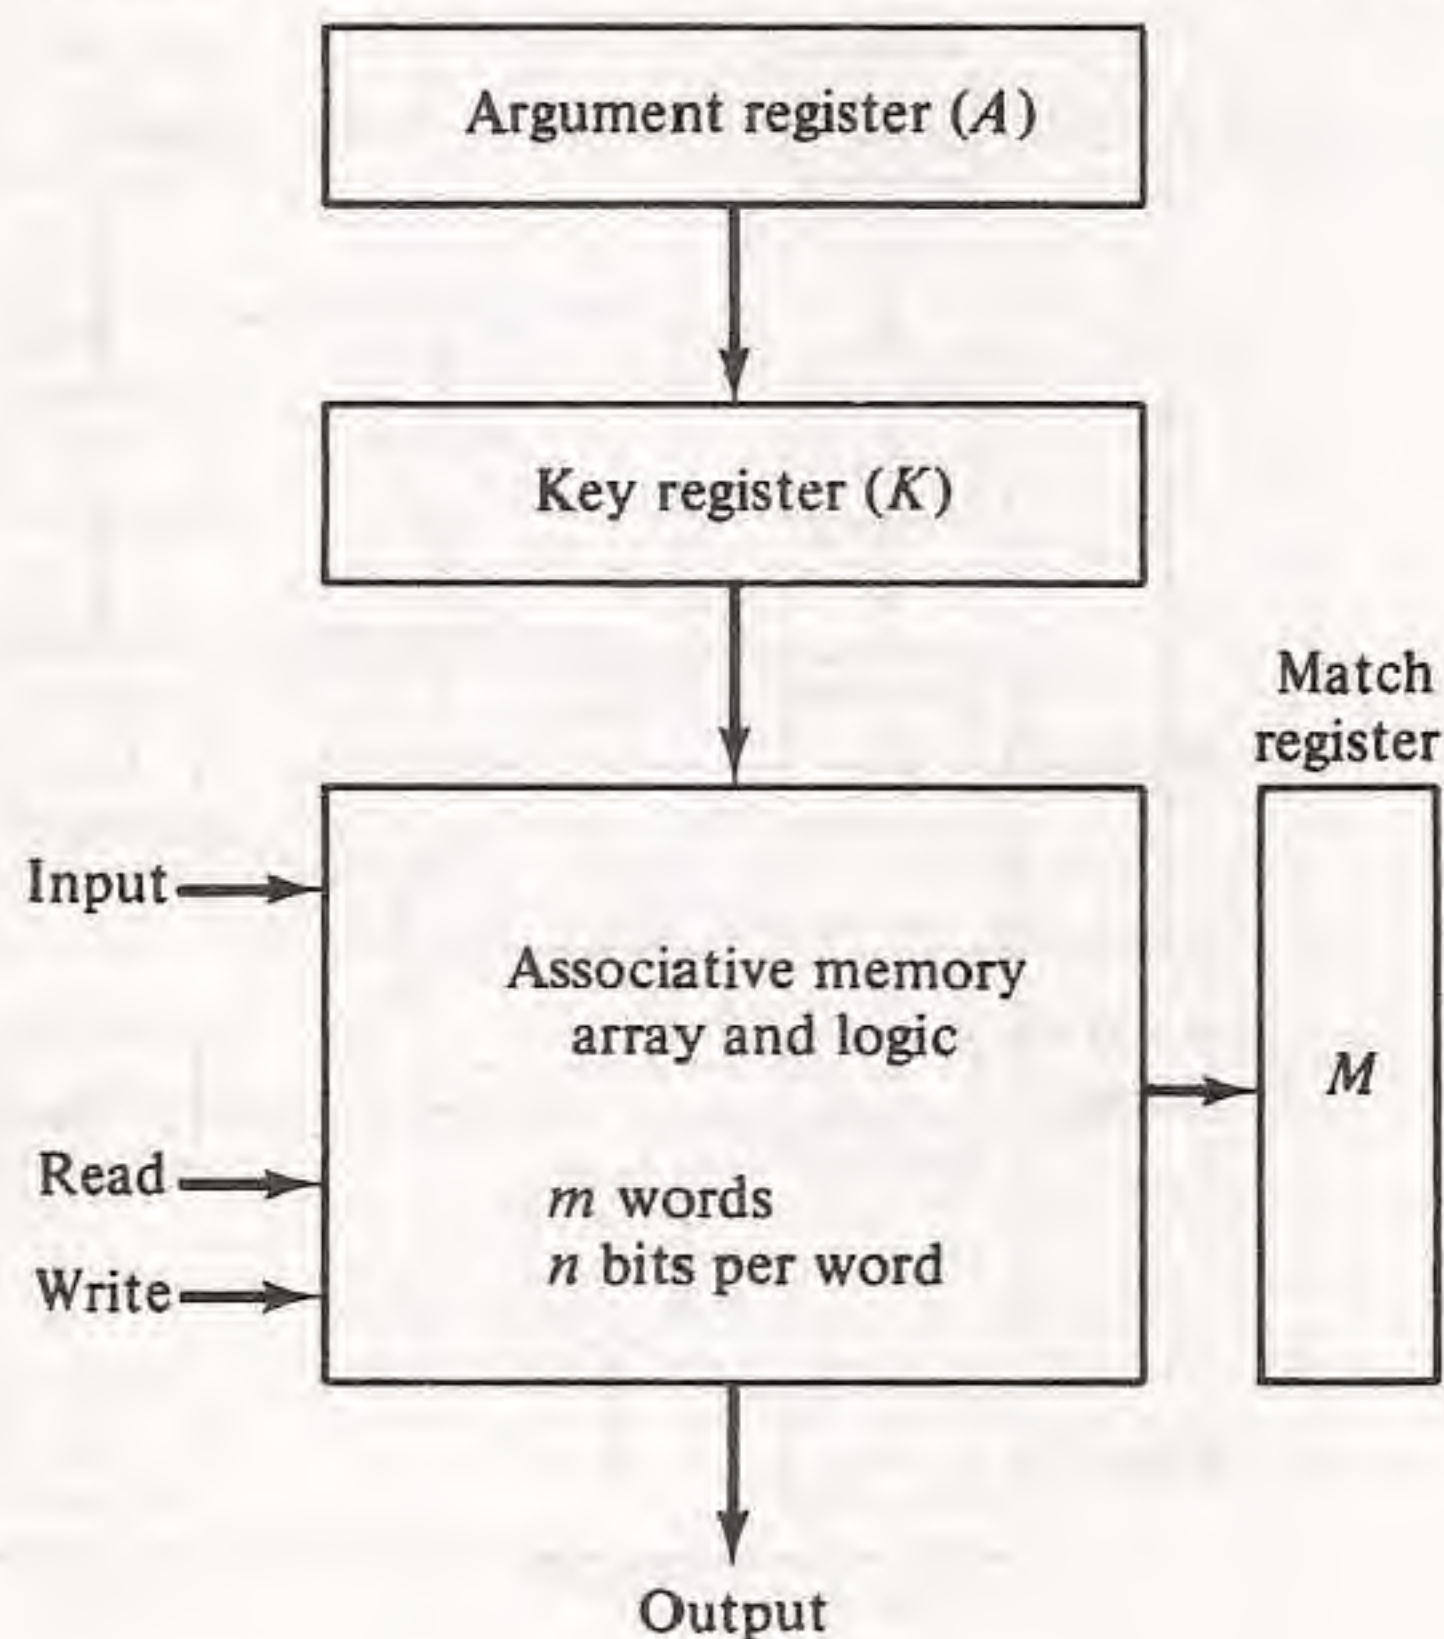 Argument register (A)
Key register (K)
Match
register
Input
Associative memory
array and logic
M
Read
m words
n bits per word
Write
Output